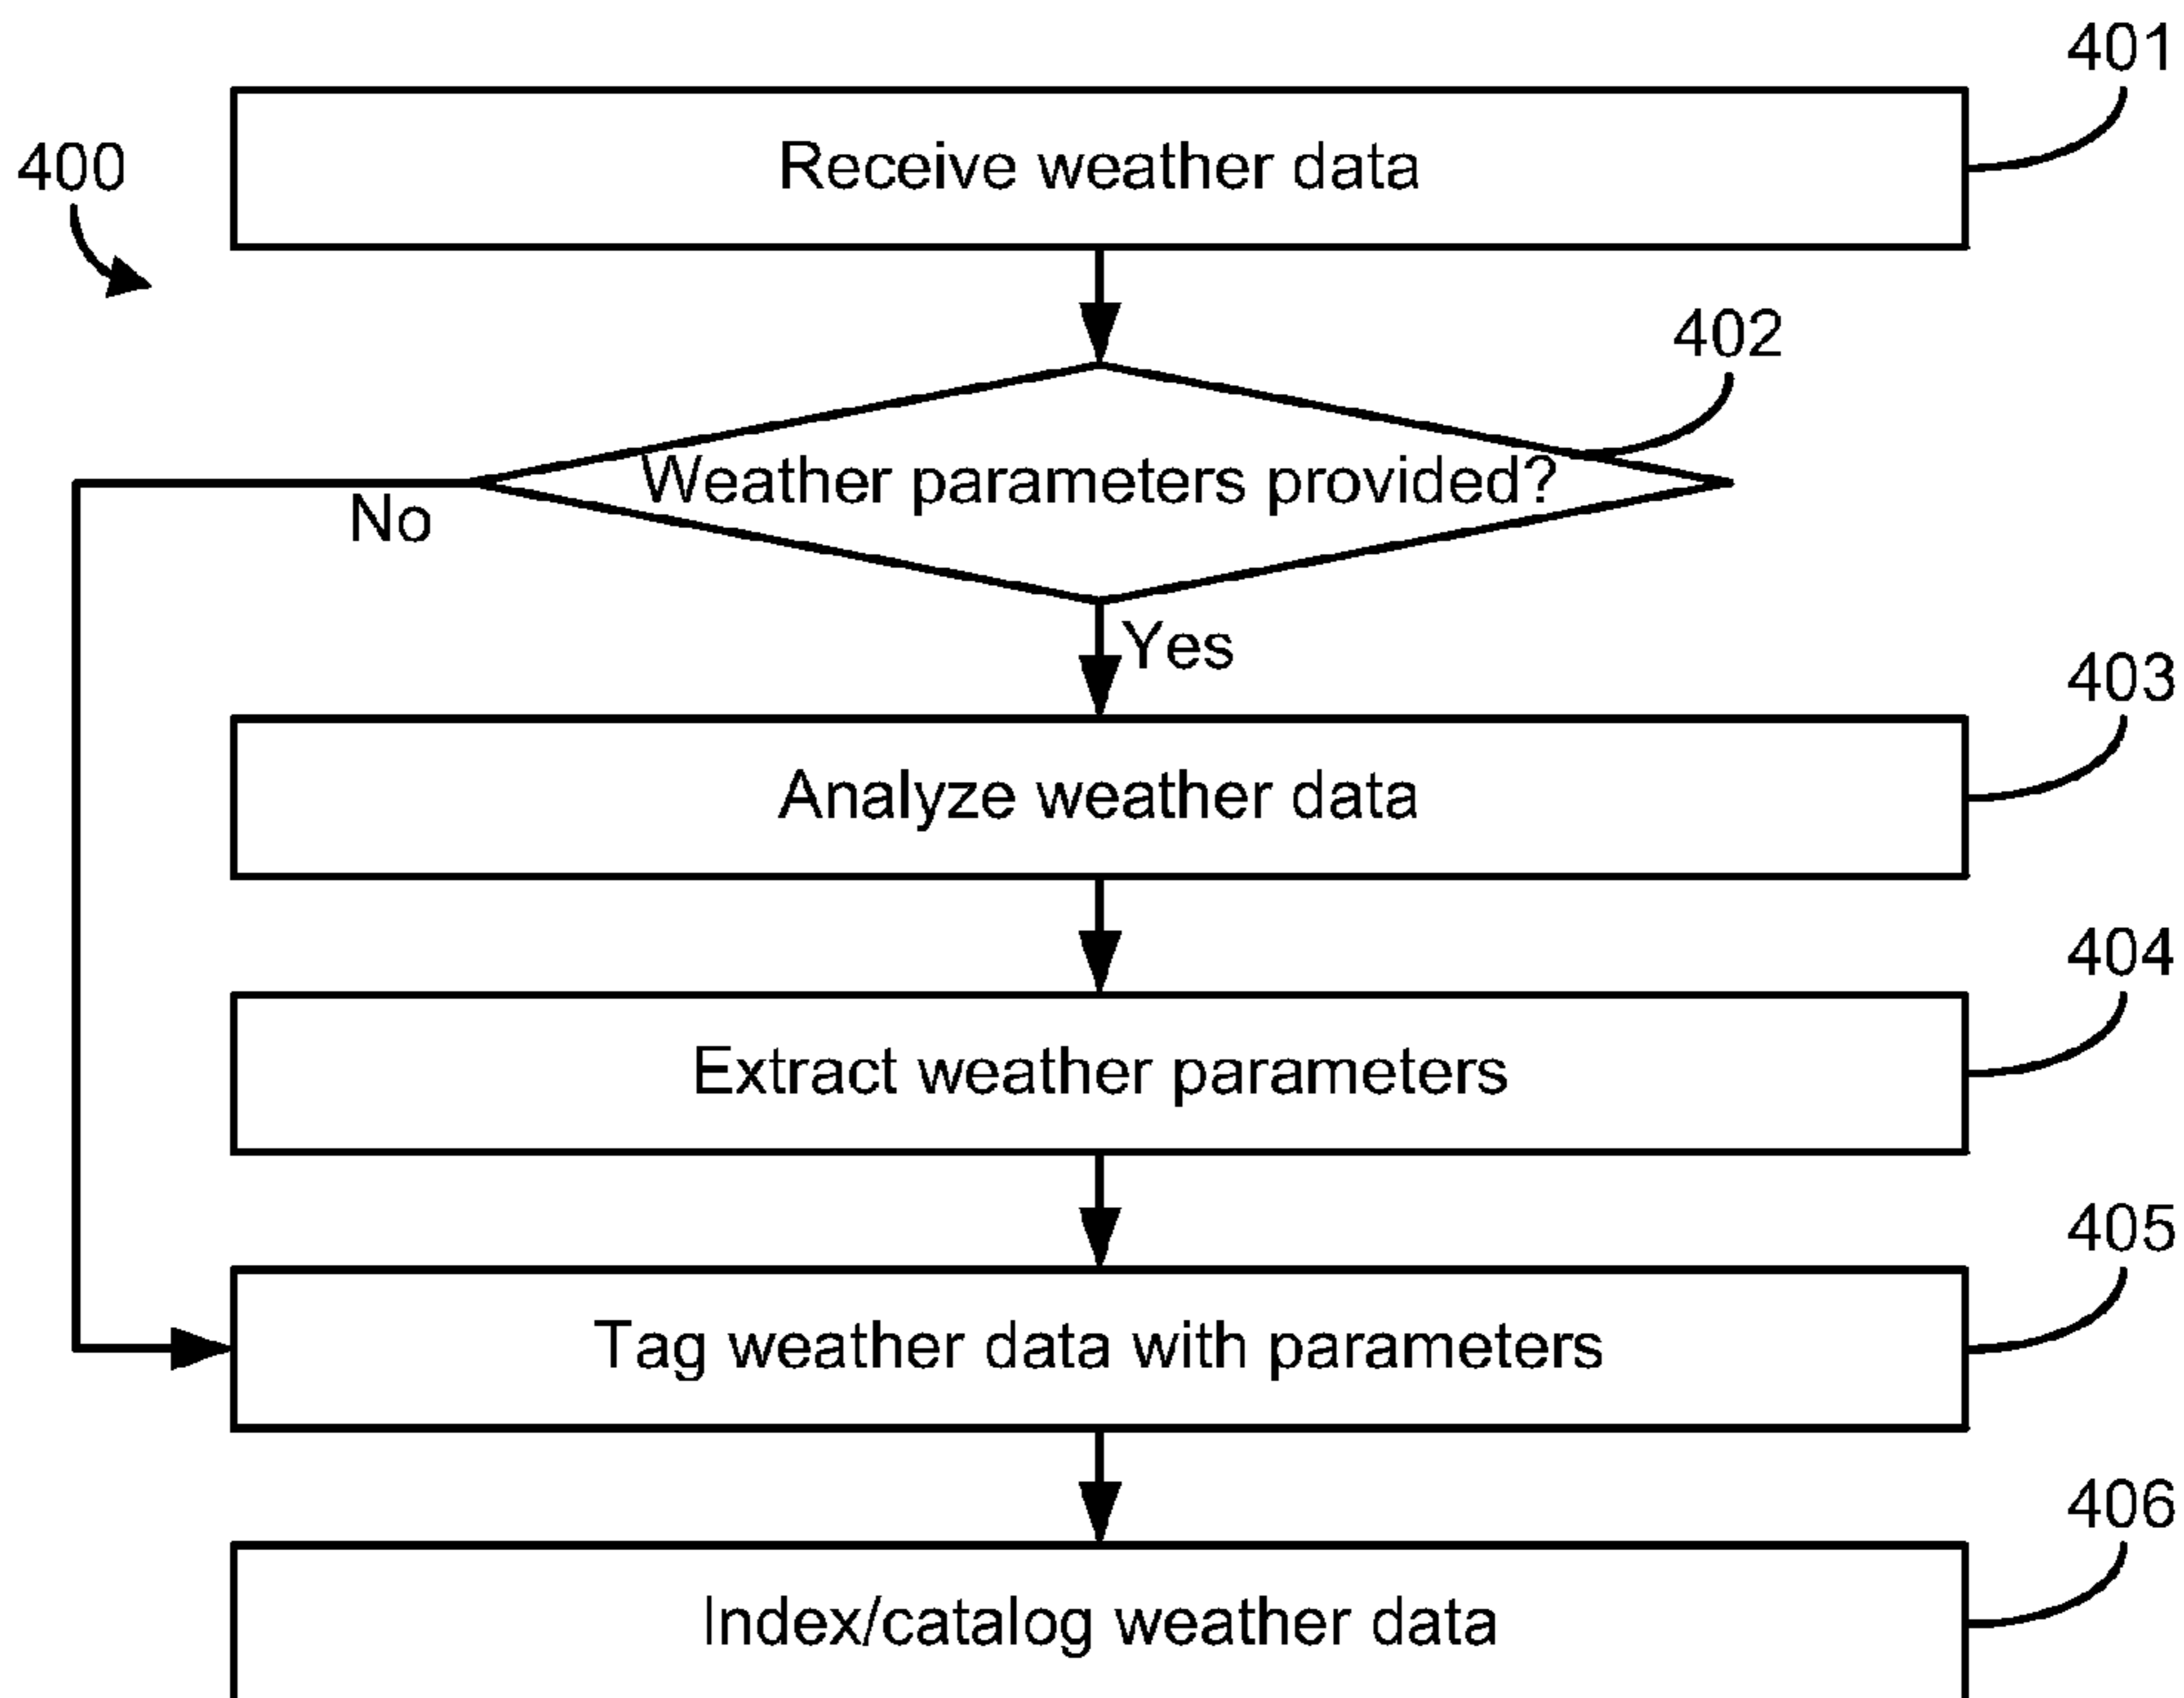 401
Receive weather data
400
402
Weather parameters provided?
No
Yes
403
Analyze weather data
404
Extract weather parameters
405
Tag weather data with parameters
406
Index/catalog weather data